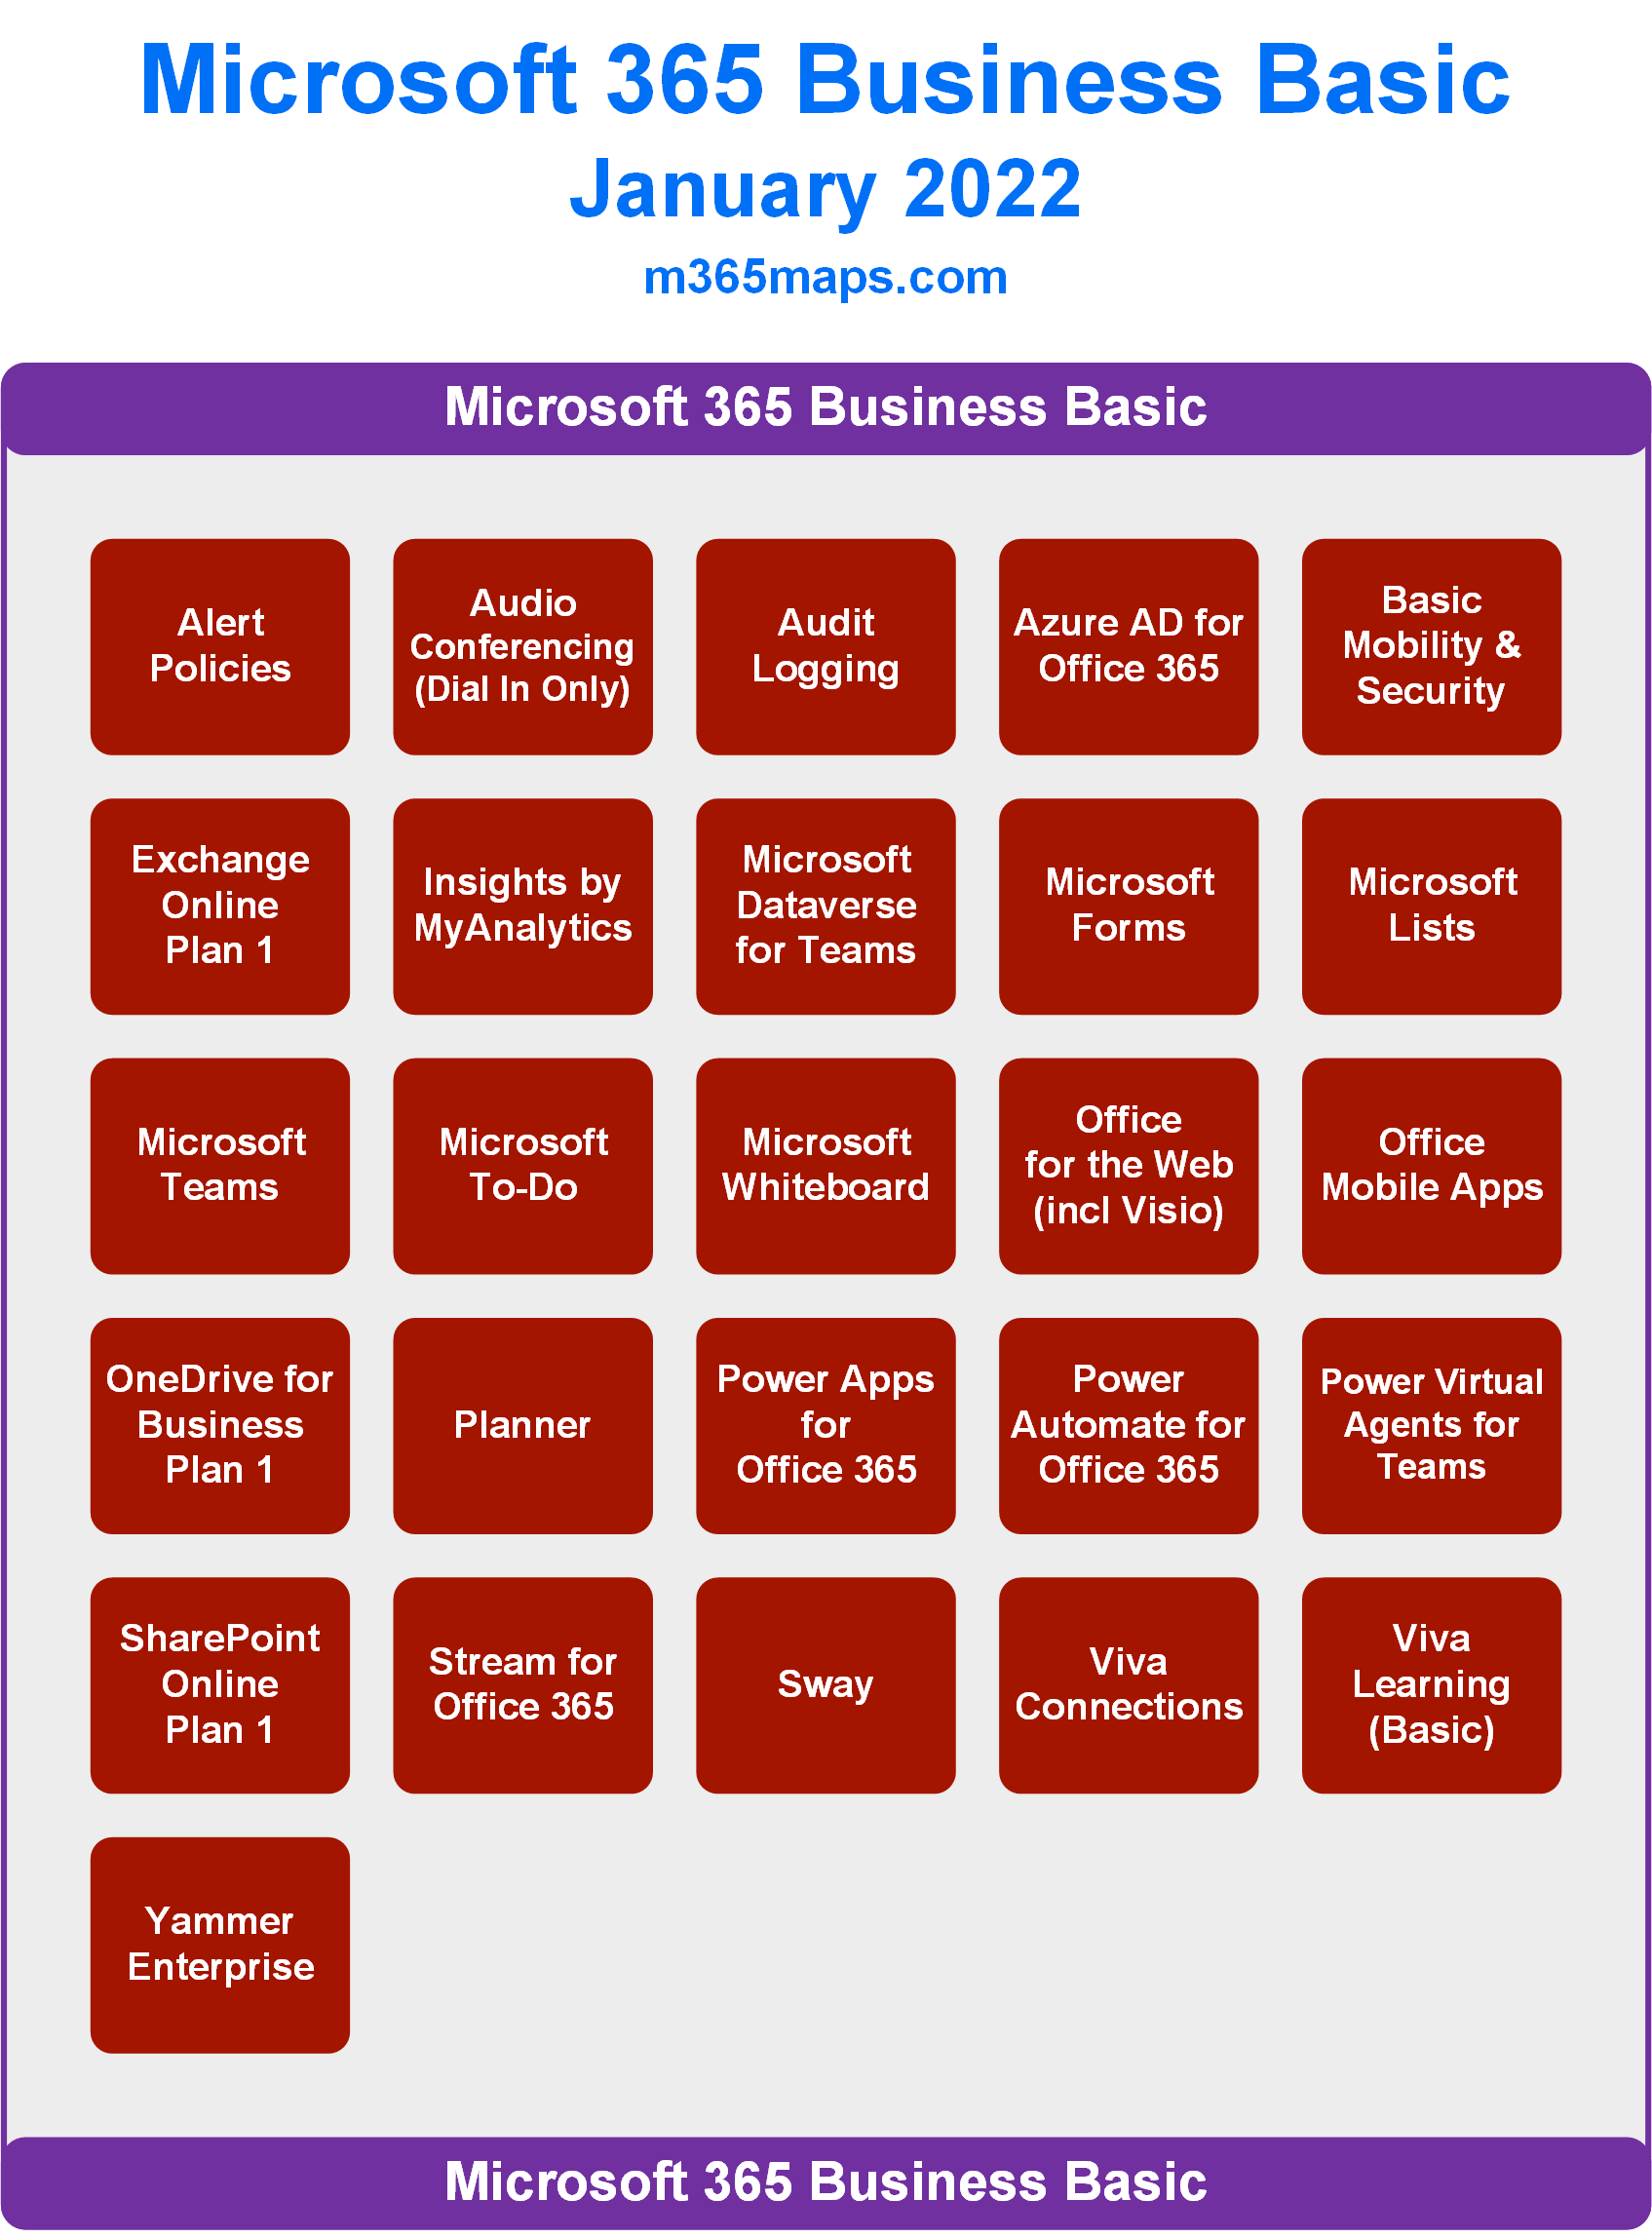 Microsoft 365 Business Basic
January 2022
m365maps.com
Microsoft 365 Business Basic
Alert
Policies
Audio
Conferencing
(Dial In Only)
Audit
Logging
Azure AD for
Office 365
Basic
Mobility &
Security
Exchange
Online
Plan 1
Insights by
MyAnalytics
Microsoft
Dataverse
for Teams
Microsoft
Forms
Microsoft
Lists
Microsoft
Teams
Microsoft
To-Do
Microsoft
Whiteboard
Office
for the Web
(incl Visio)
Office
Mobile Apps
OneDrive for
Business
Plan 1
Planner
Power Apps
for
Office 365
Power
Automate for
Office 365
Power Virtual
Agents for
Teams
SharePoint
Online
Plan 1
Stream for
Office 365
Sway
Viva
Connections
Viva
Learning
(Basic)
Yammer
Enterprise
Microsoft 365 Business Basic